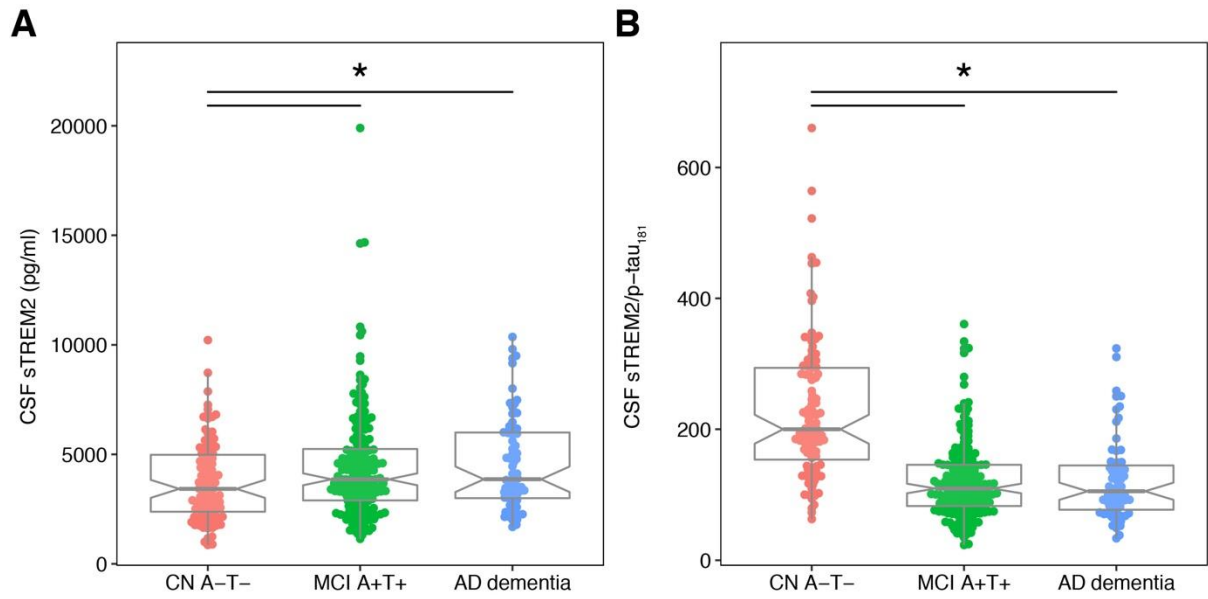 A
*
CSF sTREM2 (pg/ml)
20000
15000
10000
5000
0
CN A−T−
MCI A+T+
AD dementia
B
*
CSF sTREM2/p−tau₁₈₁
600
400
200
0
CN A−T−
MCI A+T+
AD dementia